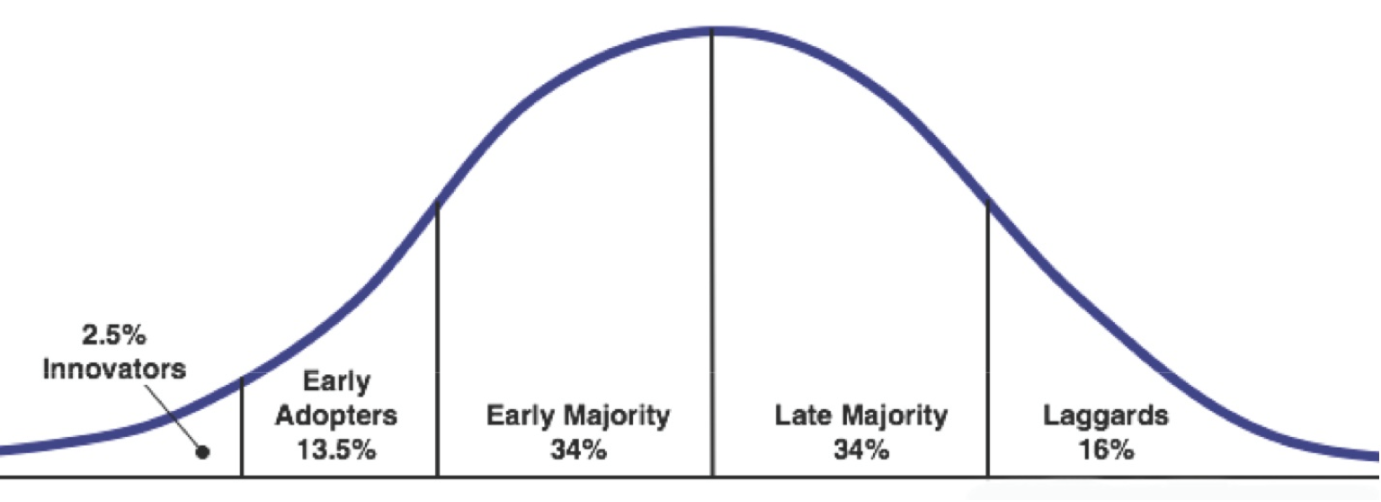 2.5%
Innovators
Early
Adopters
13.5%
Early Majority
34%
Late Majority
34%
Laggards
16%